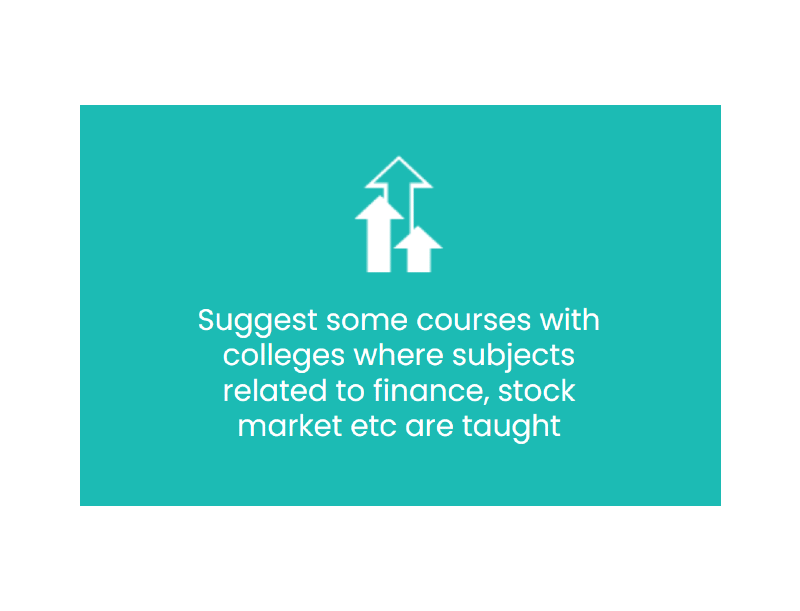 Suggest some courses with
colleges where subjects
related to finance, stock
market etc are taught